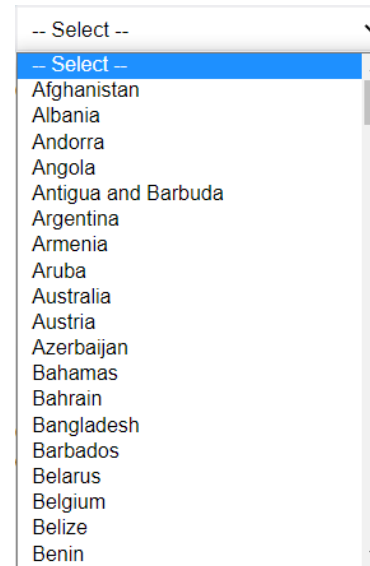 -- Select --
-- Select --
Afghanistan
Albania
Andorra
Angola
Antigua and Barbuda
Argentina
Armenia
Aruba
Australia
Austria
Azerbaijan
Bahamas
Bahrain
Bangladesh
Barbados
Belarus
Belgium
Belize
Benin